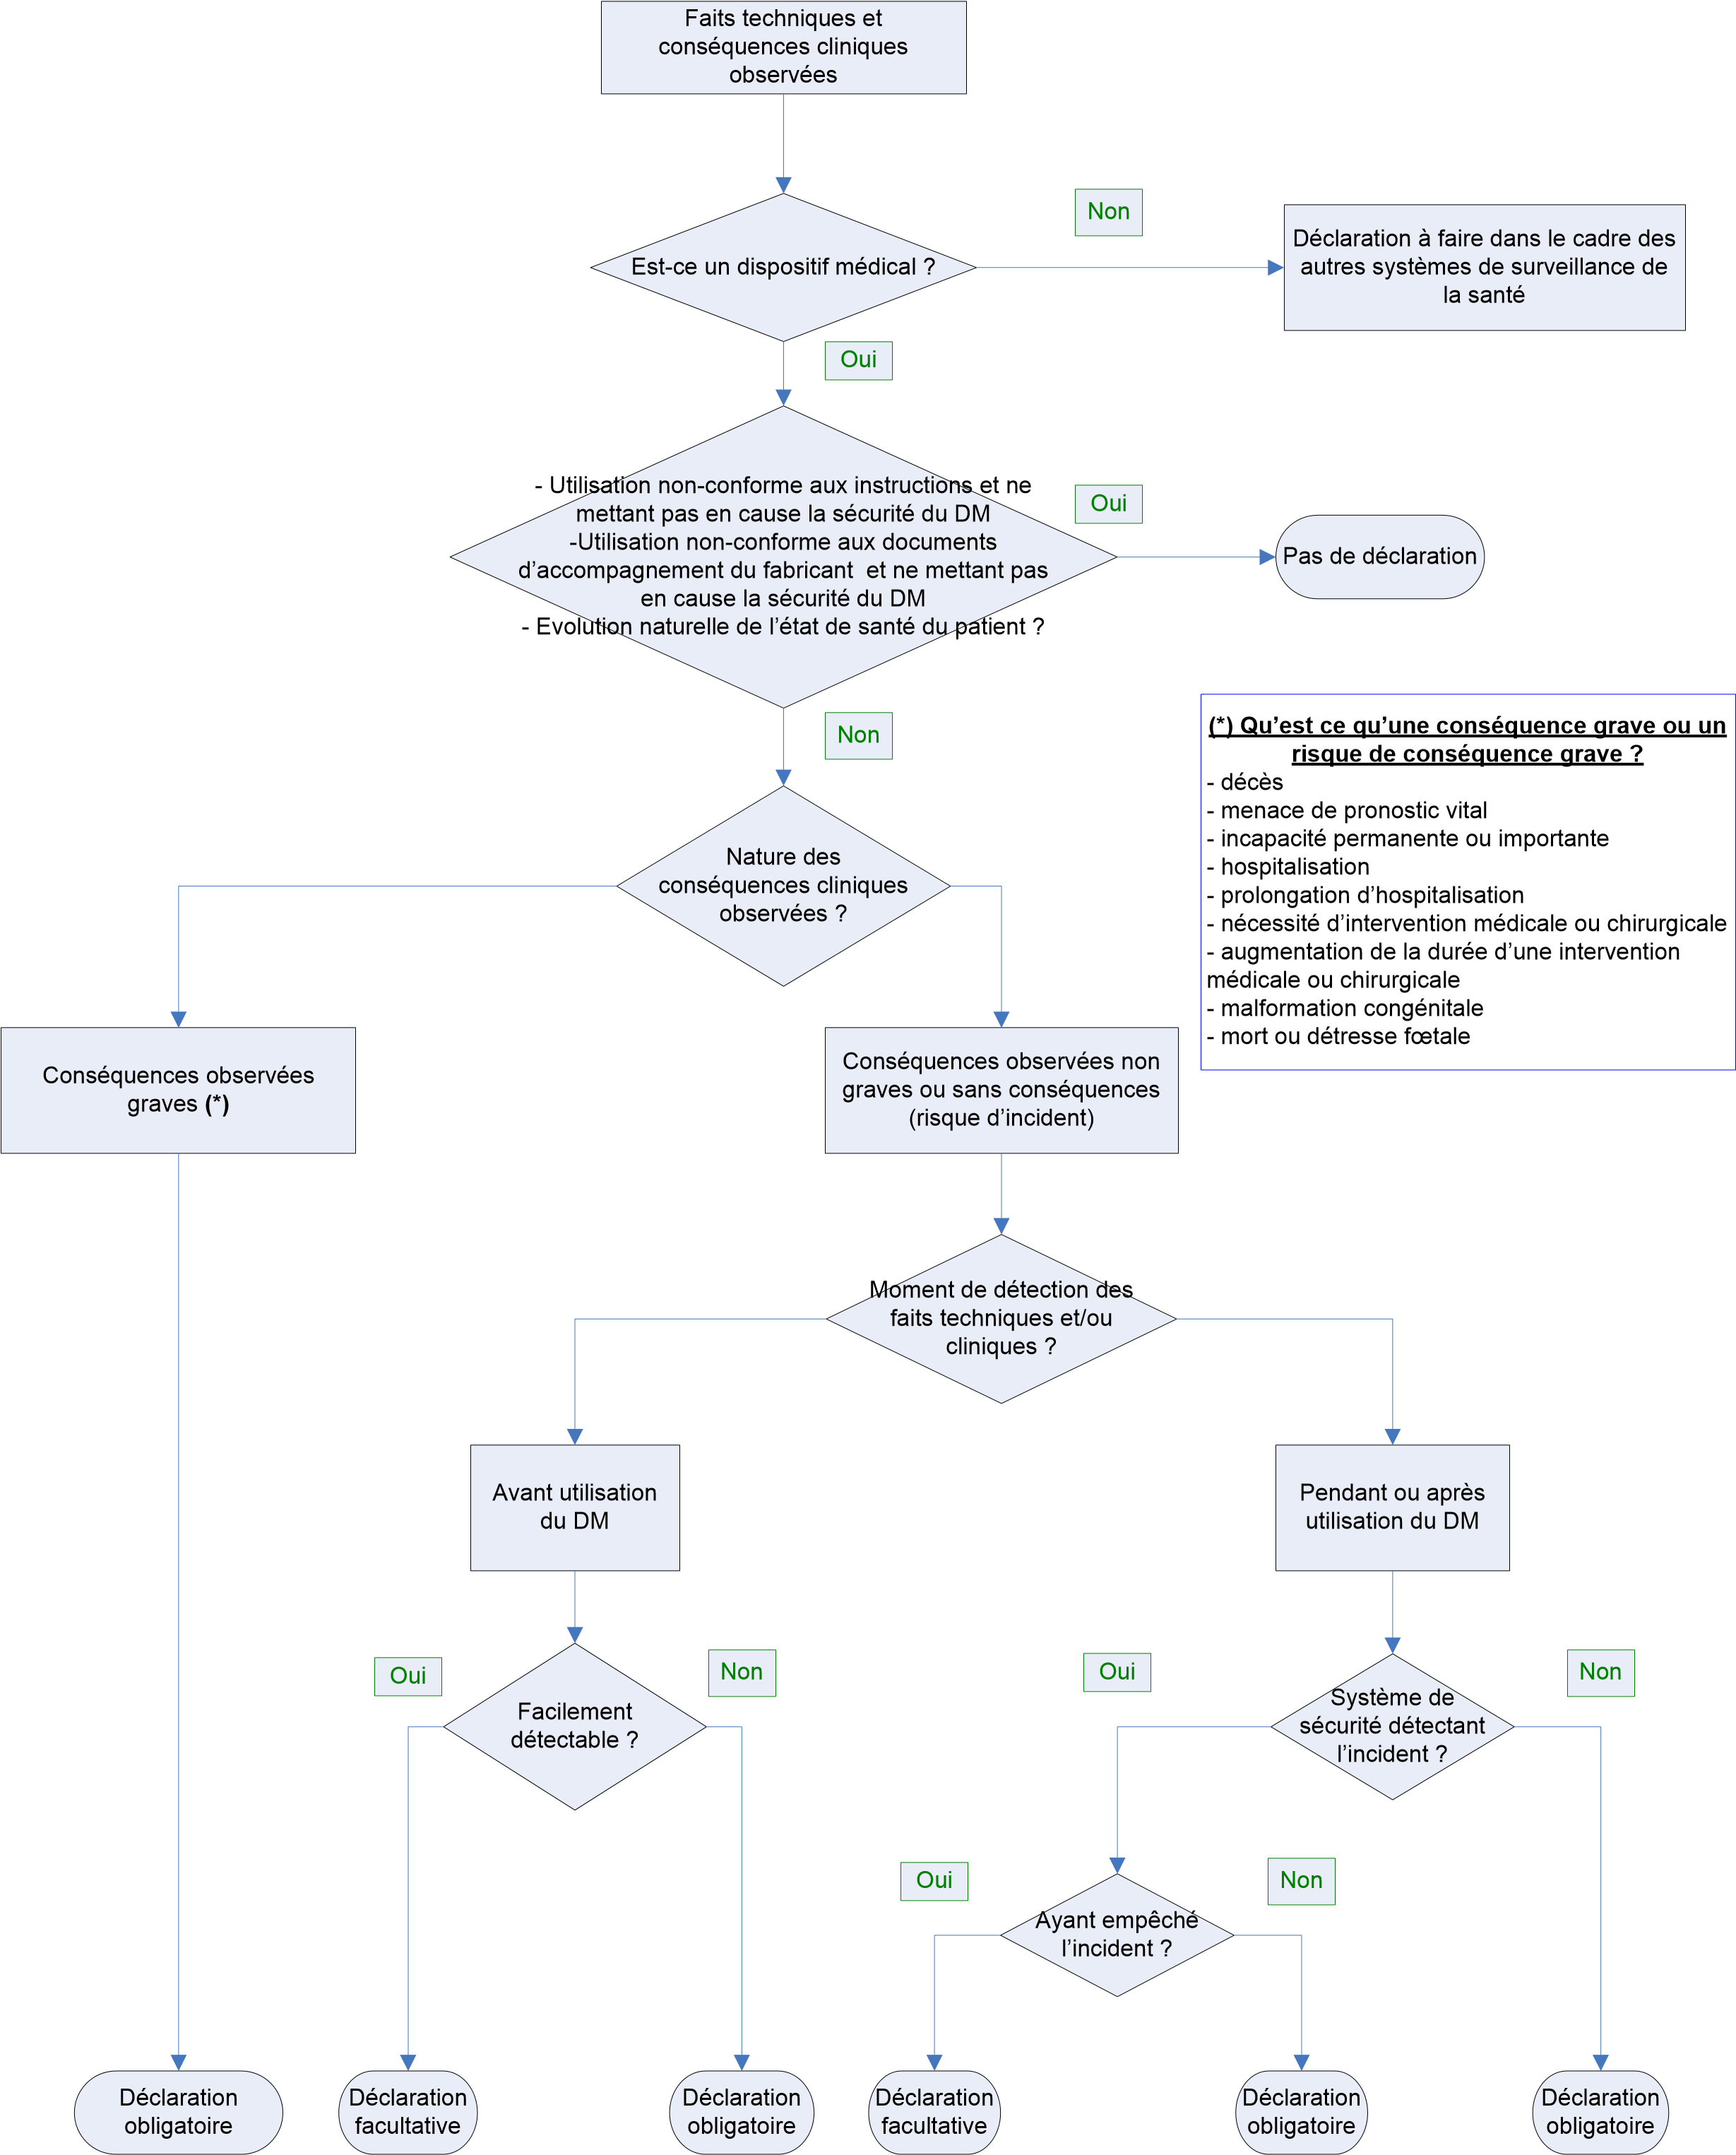 Faits techniques et
conséquences cliniques
observées
Non
Est-ce un dispositif médical ?
Déclaration à faire dans le cadre des
autres systèmes de surveillance de
la santé
Oui
- Utilisation non-conforme aux instructions et ne
mettant pas en cause la sécurité du DM
-Utilisation non-conforme aux documents
d’accompagnement du fabricant  et ne mettant pas
en cause la sécurité du DM
- Evolution naturelle de l’état de santé du patient ?
Oui
Pas de déclaration
Non
(*) Qu’est ce qu’une conséquence grave ou un
risque de conséquence grave ?
- décès
- menace de pronostic vital
- incapacité permanente ou importante
- hospitalisation
- prolongation d’hospitalisation
- nécessité d’intervention médicale ou chirurgicale
- augmentation de la durée d’une intervention
médicale ou chirurgicale
- malformation congénitale
- mort ou détresse fœtale
Nature des
conséquences cliniques
observées ?
Conséquences observées
graves (*)
Conséquences observées non
graves ou sans conséquences
(risque d’incident)
Moment de détection des
faits techniques et/ou
cliniques ?
Avant utilisation
du DM
Pendant ou après
utilisation du DM
Oui
Non
Facilement
détectable ?
Oui
Non
Système de
sécurité détectant
l’incident ?
Oui
Non
Ayant empêché
l’incident ?
Déclaration
obligatoire
Déclaration
facultative
Déclaration
obligatoire
Déclaration
facultative
Déclaration
obligatoire
Déclaration
obligatoire